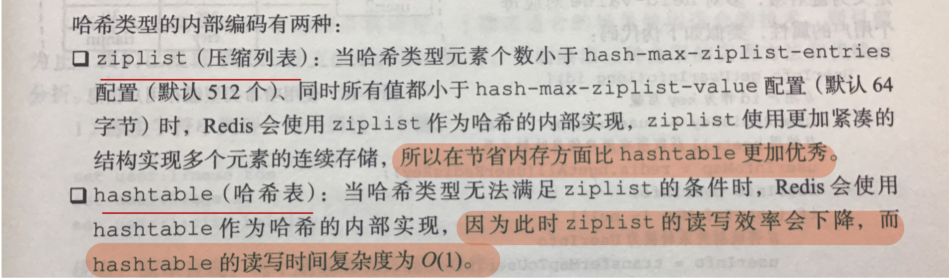 哈希类型的内部编码有两种：
❑ ziplist（压缩列表）：当哈希类型元素个数小于 hash-max-ziplist-entries
配置（默认 512 个）、同时所有值都小于 hash-max-ziplist-value 配置（默认 64
字节）时，Redis 会使用 ziplist 作为哈希的内部实现，ziplist 使用更加紧凑的
结构实现多个元素的连续存储，所以在节省内存方面比 hashtable 更加优秀。
❑ hashtable（哈希表）：当哈希类型无法满足 ziplist 的条件时，Redis 会使用
hashtable 作为哈希的内部实现，因为此时 ziplist 的读写效率会下降，而
hashtable 的读写时间复杂度为 O(1)。